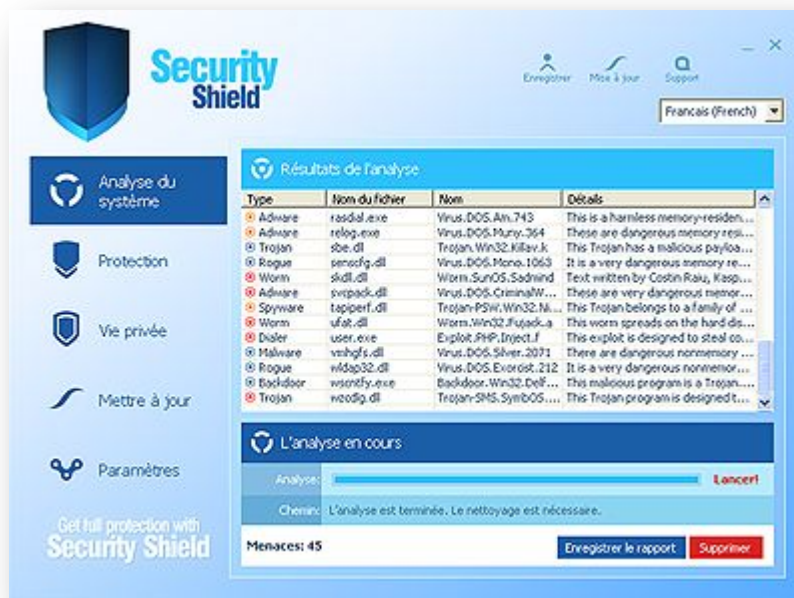 Security
Shield
Enregistrer Mise à jour Support
Francais (French)
Analyse du
système
Protection
Vie privée
Mettre à jour
Paramètres
Get full protection with
Security Shield
Résultats de l'analyse
Type Nom du fichier Nom Détails
Adware rasdial.exe Virus.DOS.Am.743 This is a harmless memory-residen...
Adware relog.exe Virus.DOS.Muny.364 These are dangerous memory resi...
Trojan sbe.dll Trojan.Win32.Killav.k This Trojan has a malicious payloa...
Rogue senscfg.dll Virus.DOS.Mono.1063 It is a very dangerous memory re...
Worm skdll.dll Worm.SunOS.Sadmind Text written by Costin Raiu, Kasp...
Adware svcpack.dll Virus.DOS.CriminalW... These are very dangerous memor...
Spyware tapiperf.dll Trojan-PSW.Win32.Ni... This Trojan belongs to a family of ...
Worm ufat.dll Worm.Win32.Fujack.a This worm spreads on the hard dis...
Dialer user.exe Exploit.PHP.Inject.f This exploit is designed to steal co...
Malware vmhgfs.dll Virus.DOS.Silver.2071 There are dangerous nonmemory ...
Rogue wldap32.dll Virus.DOS.Exorcist.212 It is a very dangerous nonmemor...
Backdoor wscntfy.exe Backdoor.Win32.Delf... This malicious program is a Trojan...
Trojan wzcdlg.dll Trojan-SMS.SymbOS.... This Trojan program is designed t...
L'analyse en cours
Analyse: Lancer!
Chemin: L'analyse est terminée. Le nettoyage est nécessaire.
Menaces: 45 Enregistrer le rapport Supprimer